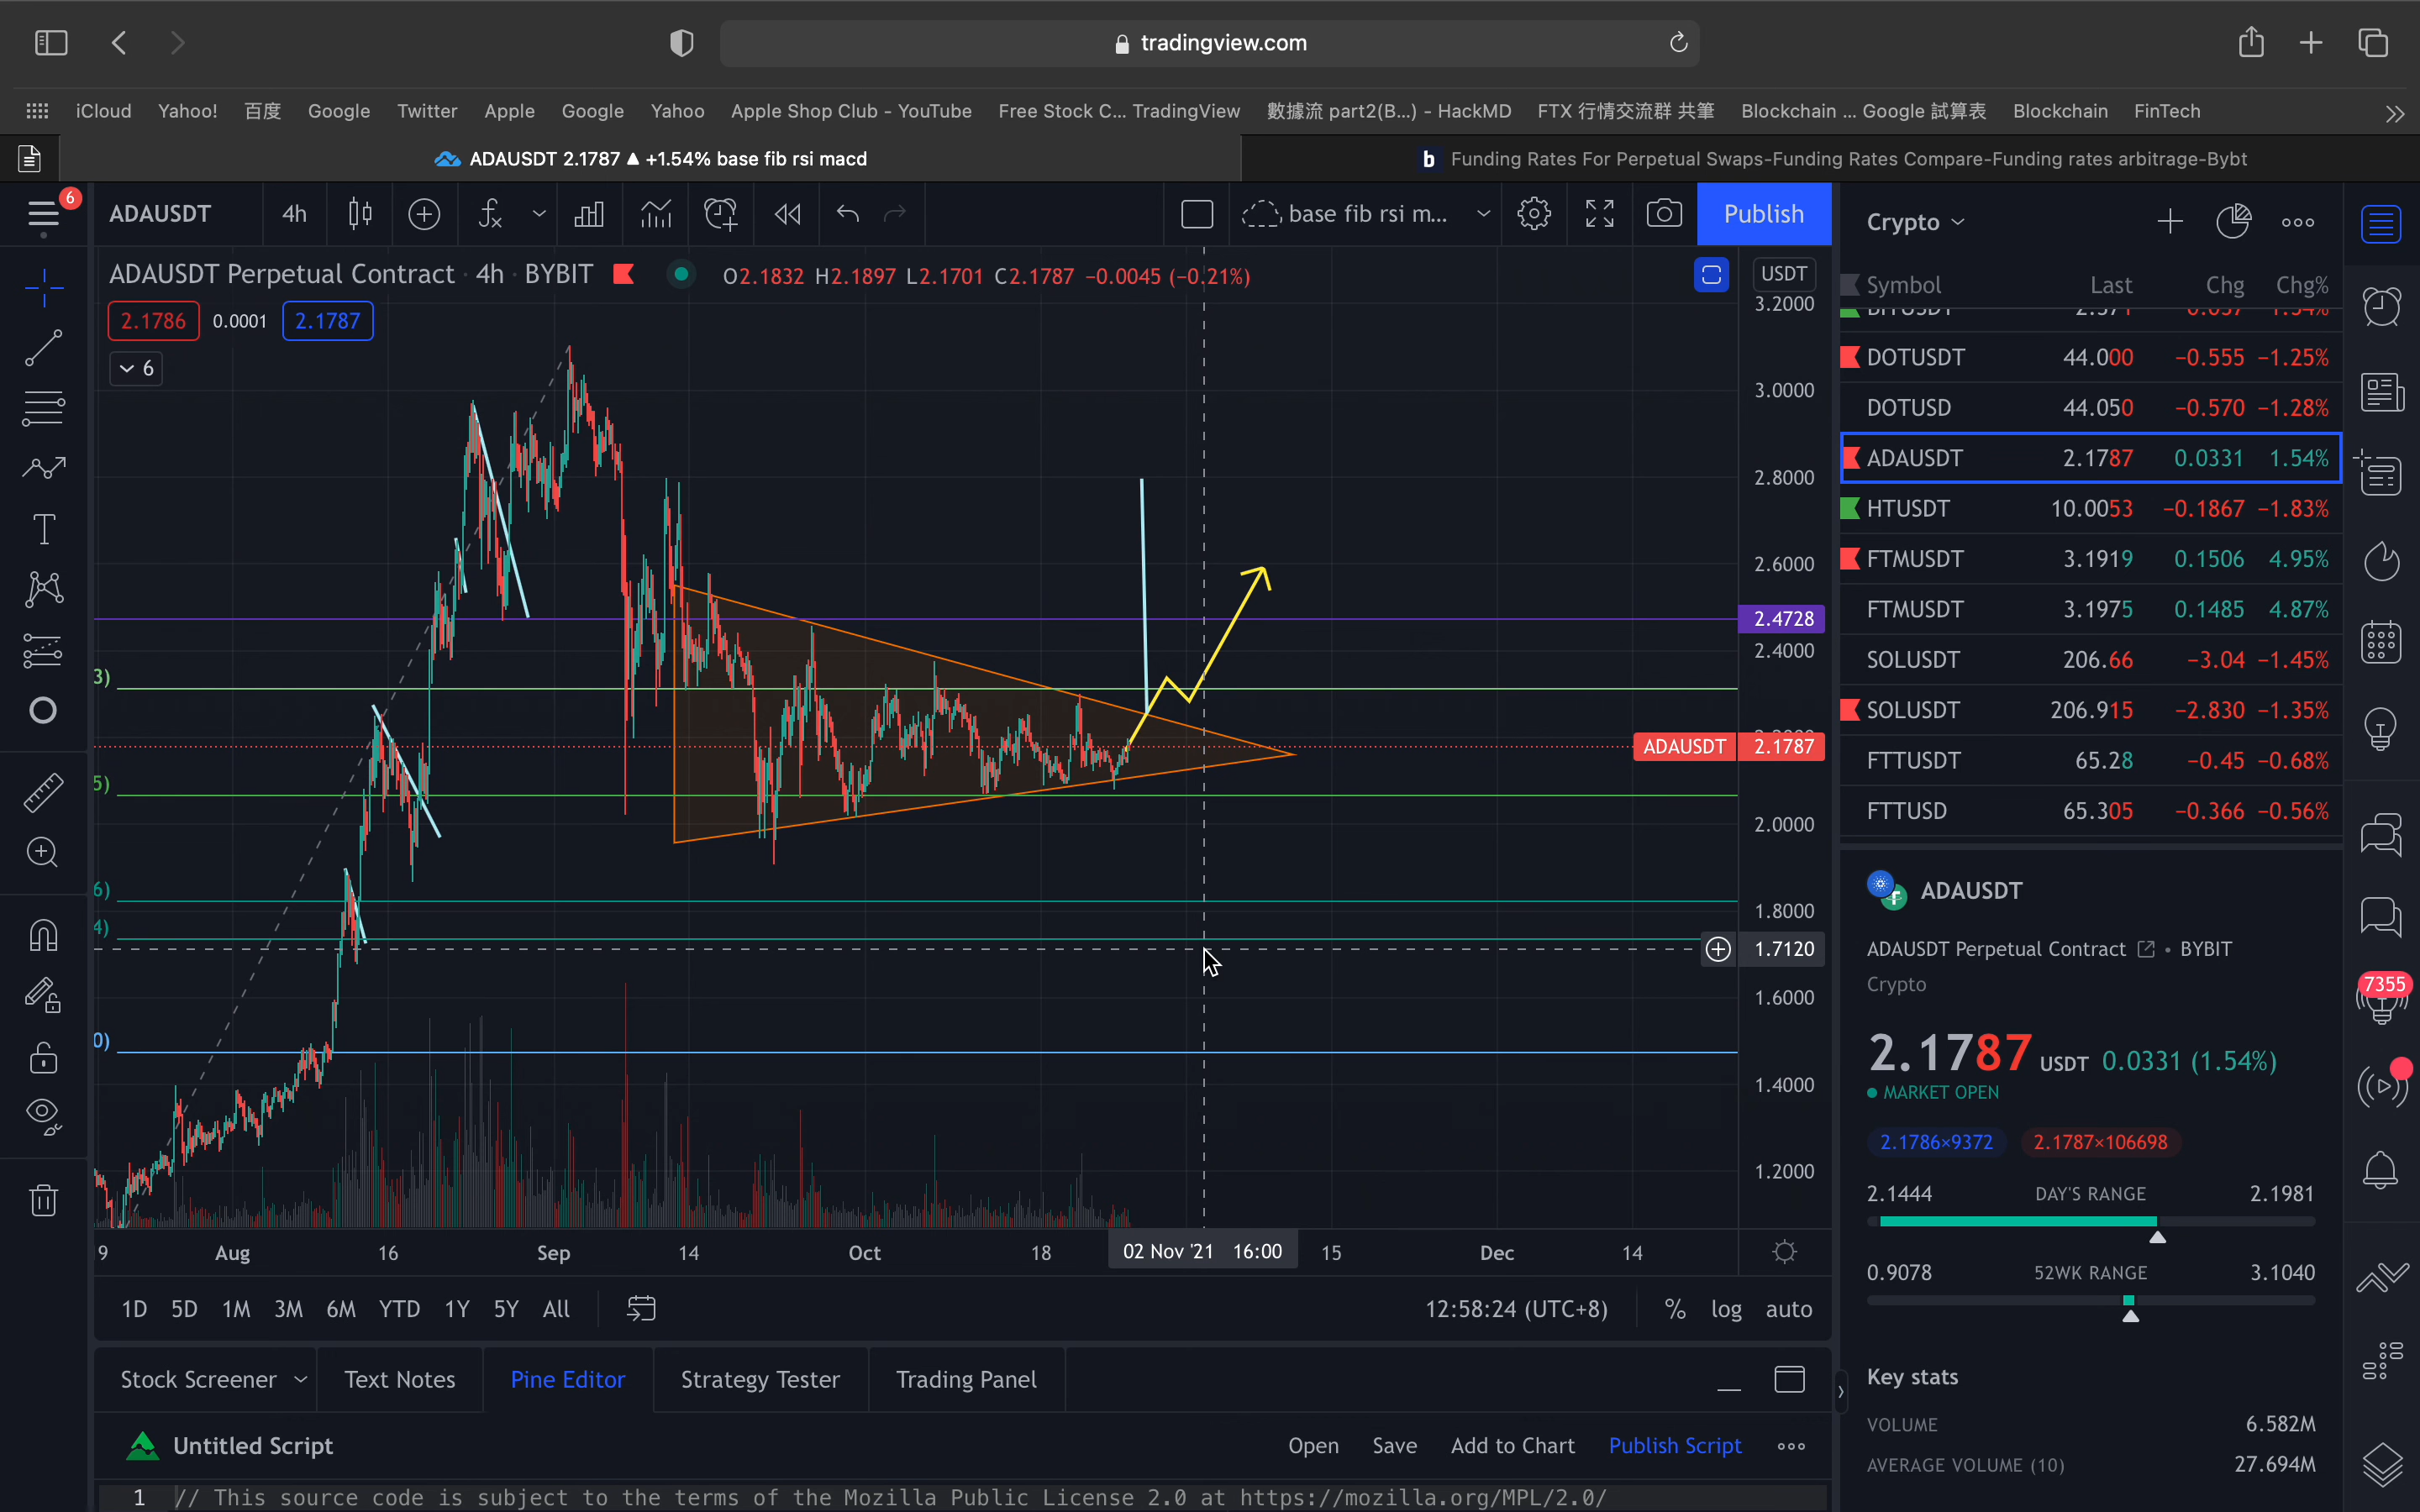 tradingview.com
iCloud Yahoo! 百度 Google Twitter Apple Google Yahoo Apple Shop Club - YouTube Free Stock C... TradingView 數據流 part2(B...) - HackMD FTX 行情交流群 共筆 Blockchain ... Google 試算表 Blockchain FinTech
ADAUSDT 2.1787 ▲ +1.54% base fib rsi macd
b Funding Rates For Perpetual Swaps-Funding Rates Compare-Funding rates arbitrage-Bybt
6
ADAUSDT 4h base fib rsi m... Publish
ADAUSDT Perpetual Contract · 4h · BYBIT O2.1832 H2.1897 L2.1701 C2.1787 −0.0045 (−0.21%)
2.1786 0.0001 2.1787
6
USDT
3.2000
3.0000
2.8000
2.6000
2.4728
2.4000
ADAUSDT 2.1787
2.0000
1.8000
1.7120
1.6000
1.4000
1.2000
3)
5)
6)
4)
0)
9 Aug 16 Sep 14 Oct 18 02 Nov '21 16:00 15 Dec 14
1D 5D 1M 3M 6M YTD 1Y 5Y All 12:58:24 (UTC+8) % log auto
Stock Screener Text Notes Pine Editor Strategy Tester Trading Panel
Untitled Script Open Save Add to Chart Publish Script
1 // This source code is subject to the terms of the Mozilla Public License 2.0 at https://mozilla.org/MPL/2.0/
Crypto
Symbol Last Chg Chg%
DOTUSDT 44.000 −0.555 −1.25%
DOTUSD 44.050 −0.570 −1.28%
ADAUSDT 2.1787 0.0331 1.54%
HTUSDT 10.0053 −0.1867 −1.83%
FTMUSDT 3.1919 0.1506 4.95%
FTMUSDT 3.1975 0.1485 4.87%
SOLUSDT 206.66 −3.04 −1.45%
SOLUSDT 206.915 −2.830 −1.35%
FTTUSDT 65.28 −0.45 −0.68%
FTTUSD 65.305 −0.366 −0.56%
ADAUSDT
ADAUSDT Perpetual Contract • BYBIT
Crypto
2.1787 USDT 0.0331 (1.54%)
MARKET OPEN
2.1786×9372 2.1787×106698
2.1444 DAY'S RANGE 2.1981
0.9078 52WK RANGE 3.1040
Key stats
VOLUME 6.582M
AVERAGE VOLUME (10) 27.694M
7355